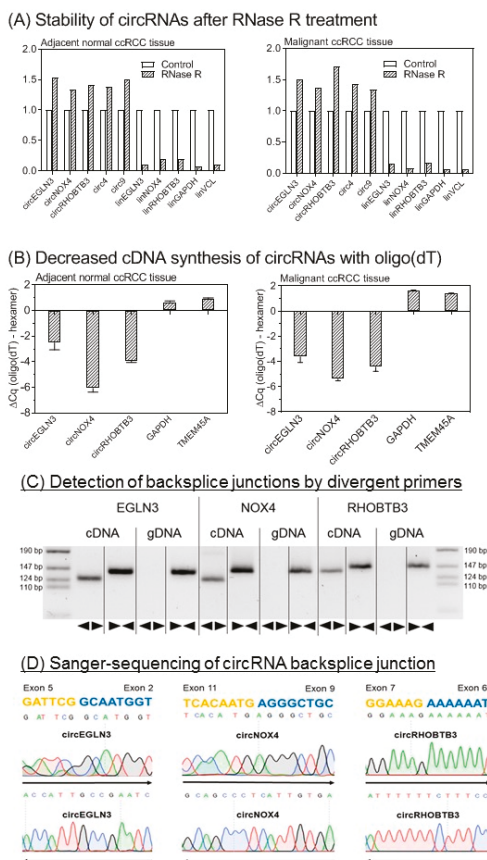 (A) Stability of circRNAs after RNase R treatment
Adjacent normal ccRCC tissue
Malignant ccRCC tissue
2.0
1.5
1.0
0.5
0.0
Control
RNase R
circEGLN3
circNOX4
circRHOBTB3
circ4
circ9
linEGLN3
linNOX4
linRHOBTB3
linGAPDH
linVCL
2.0
1.5
1.0
0.5
0.0
Control
RNase R
circEGLN3
circNOX4
circRHOBTB3
circ4
circ9
linEGLN3
linNOX4
linRHOBTB3
linGAPDH
linVCL
(B) Decreased cDNA synthesis of circRNAs with oligo(dT)
Adjacent normal ccRCC tissue
Malignant ccRCC tissue
ΔCq (oligo(dT) - hexamer)
2
0
-2
-4
-6
-8
circEGLN3
circNOX4
circRHOBTB3
GAPDH
TMEM45A
ΔCq (oligo(dT) - hexamer)
2
0
-2
-4
-6
-8
circEGLN3
circNOX4
circRHOBTB3
GAPDH
TMEM45A
(C) Detection of backsplice junctions by divergent primers
EGLN3 NOX4 RHOBTB3
cDNA gDNA cDNA gDNA cDNA gDNA
190 bp
147 bp
124 bp
110 bp
190 bp
147 bp
124 bp
110 bp
(D) Sanger-sequencing of circRNA backsplice junction
Exon 5 Exon 2 Exon 11 Exon 9 Exon 7 Exon 6
GATTCG GCAATGGT TCACAATG AGGGCTGC GGAAAG AAAAAAT
G A T T C G G C A A T G G T T C A C A A T G A G G G C T G C G G A A A G A A A A A A T
circEGLN3 circNOX4 circRHOBTB3
A C C A T T G C C G A A T C G C A G C C C T C A T T G T G A A T T T T T T C T T T C C
circEGLN3 circNOX4 circRHOBTB3